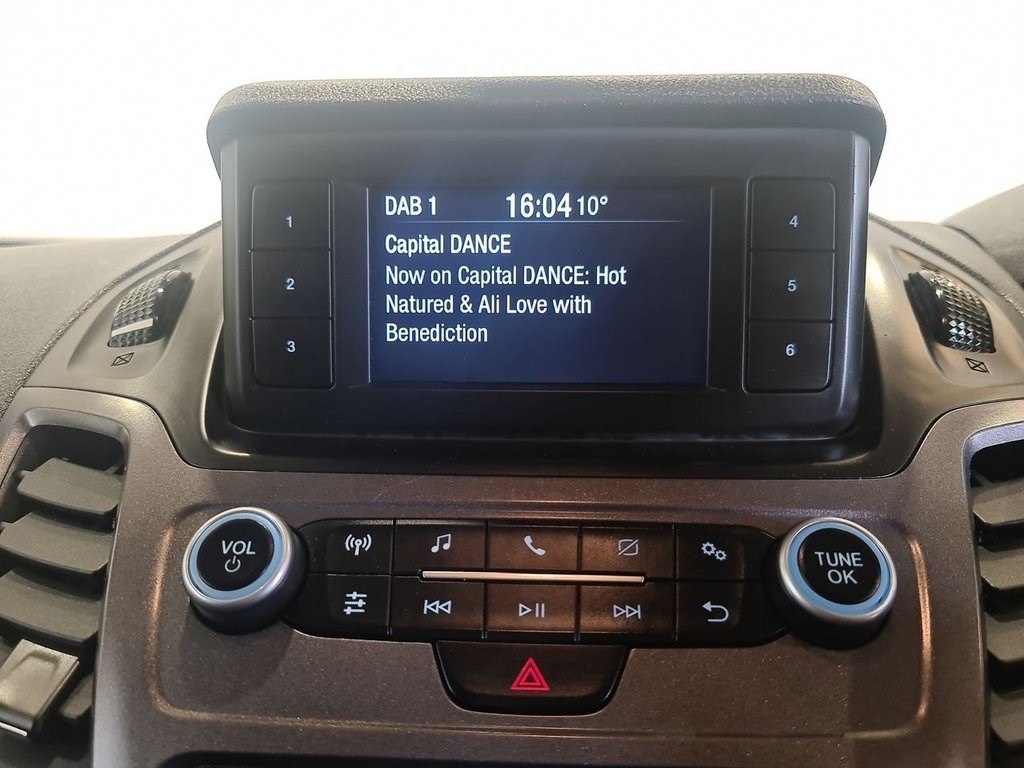 DAB 1 16:04 10°
Capital DANCE
Now on Capital DANCE: Hot
Natured & Ali Love with
Benediction
1
2
3
4
5
6
VOL
TUNE
OK